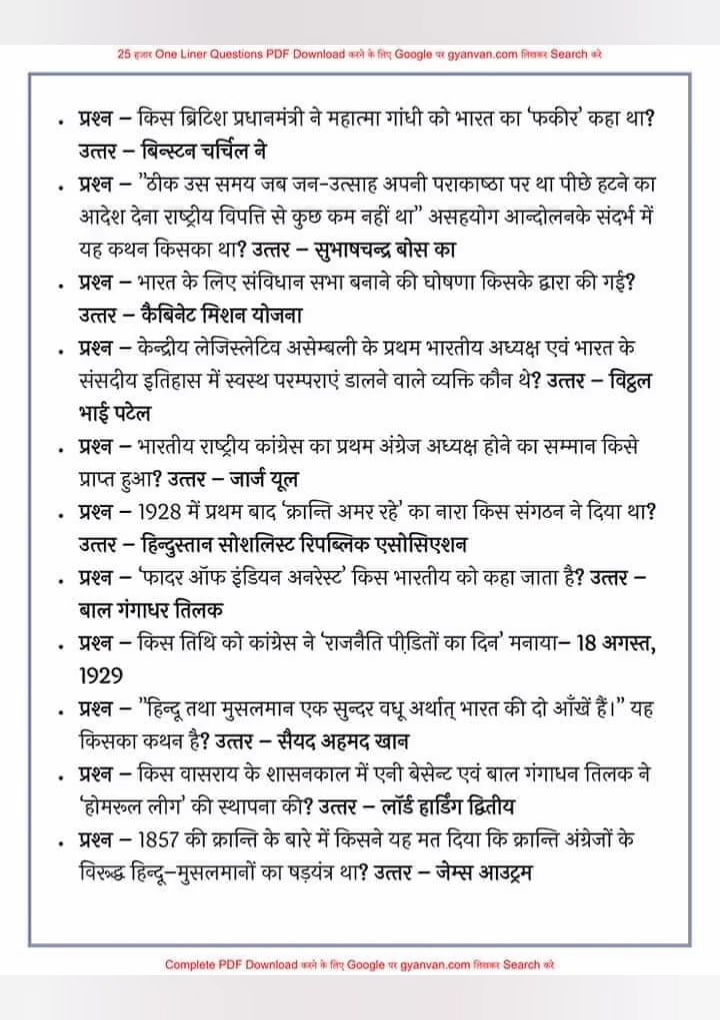 25 हजार One Liner Questions PDF Download करने के लिए Google पर gyanvan.com लिखकर Search करे
• प्रश्न – किस ब्रिटिश प्रधानमंत्री ने महात्मा गांधी को भारत का ‘फकीर’ कहा था?
उत्तर – बिन्स्टन चर्चिल ने
• प्रश्न – ”ठीक उस समय जब जन-उत्साह अपनी पराकाष्ठा पर था पीछे हटने का
आदेश देना राष्ट्रीय विपत्ति से कुछ कम नहीं था” असहयोग आन्दोलनके संदर्भ में
यह कथन किसका था? उत्तर – सुभाषचन्द्र बोस का
• प्रश्न – भारत के लिए संविधान सभा बनाने की घोषणा किसके द्वारा की गई?
उत्तर – कैबिनेट मिशन योजना
• प्रश्न – केन्द्रीय लेजिस्लेटिव असेम्बली के प्रथम भारतीय अध्यक्ष एवं भारत के
संसदीय इतिहास में स्वस्थ परम्पराएं डालने वाले व्यक्ति कौन थे? उत्तर – विट्ठल
भाई पटेल
• प्रश्न – भारतीय राष्ट्रीय कांग्रेस का प्रथम अंग्रेज अध्यक्ष होने का सम्मान किसे
प्राप्त हुआ? उत्तर – जार्ज यूल
• प्रश्न – 1928 में प्रथम बाद ‘क्रान्ति अमर रहे’ का नारा किस संगठन ने दिया था?
उत्तर – हिन्दुस्तान सोशलिस्ट रिपब्लिक एसोसिएशन
• प्रश्न – ‘फादर ऑफ इंडियन अनरेस्ट’ किस भारतीय को कहा जाता है? उत्तर –
बाल गंगाधर तिलक
• प्रश्न – किस तिथि को कांग्रेस ने ‘राजनैति पीडितों का दिन’ मनाया– 18 अगस्त,
1929
• प्रश्न – ”हिन्दू तथा मुसलमान एक सुन्दर वधू अर्थात् भारत की दो आँखें हैं।” यह
किसका कथन है? उत्तर – सैयद अहमद खान
• प्रश्न – किस वासराय के शासनकाल में एनी बेसेन्ट एवं बाल गंगाधन तिलक ने
‘होमरूल लीग’ की स्थापना की? उत्तर – लॉर्ड हार्डिंग द्वितीय
• प्रश्न – 1857 की क्रान्ति के बारे में किसने यह मत दिया कि क्रान्ति अंग्रेजों के
विरुद्ध हिन्दू–मुसलमानों का षड़यंत्र था? उत्तर – जेम्स आउट्रम
Complete PDF Download करने के लिए Google पर gyanvan.com लिखकर Search करे